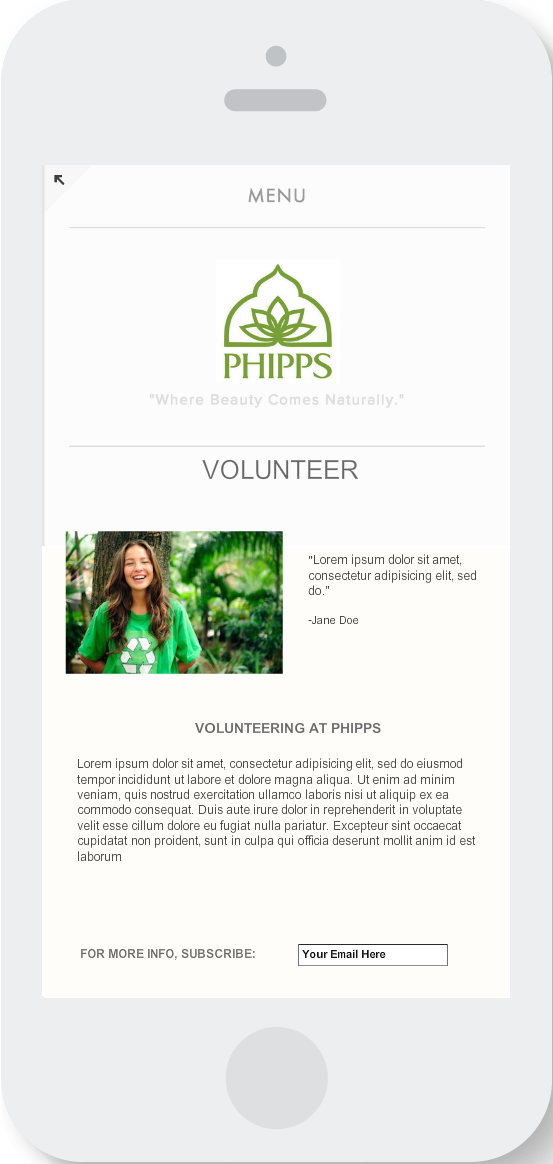 MENU
PHIPPS
"Where Beauty Comes Naturally."
VOLUNTEER
"Lorem ipsum dolor sit amet,
consectetur adipisicing elit, sed
do."
-Jane Doe
VOLUNTEERING AT PHIPPS
Lorem ipsum dolor sit amet, consectetur adipisicing elit, sed do eiusmod
tempor incididunt ut labore et dolore magna aliqua. Ut enim ad minim
veniam, quis nostrud exercitation ullamco laboris nisi ut aliquip ex ea
commodo consequat. Duis aute irure dolor in reprehenderit in voluptate
velit esse cillum dolore eu fugiat nulla pariatur. Excepteur sint occaecat
cupidatat non proident, sunt in culpa qui officia deserunt mollit anim id est
laborum
FOR MORE INFO, SUBSCRIBE: Your Email Here